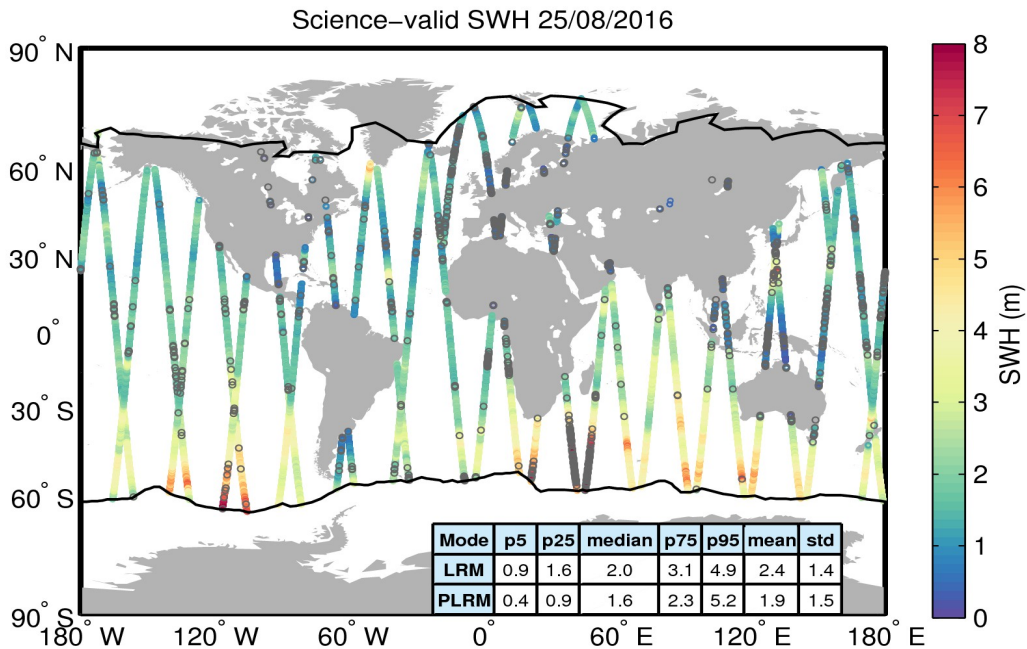 Science−valid SWH 25/08/2016
90° N
60° N
30° N
0°
30° S
60° S
90° S
180° W
120° W
60° W
0°
60° E
120° E
180° E
Mode p5 p25 median p75 p95 mean std
LRM 0.9 1.6 2.0 3.1 4.9 2.4 1.4
PLRM 0.4 0.9 1.6 2.3 5.2 1.9 1.5
8
7
6
5
4
3
2
1
0
SWH (m)